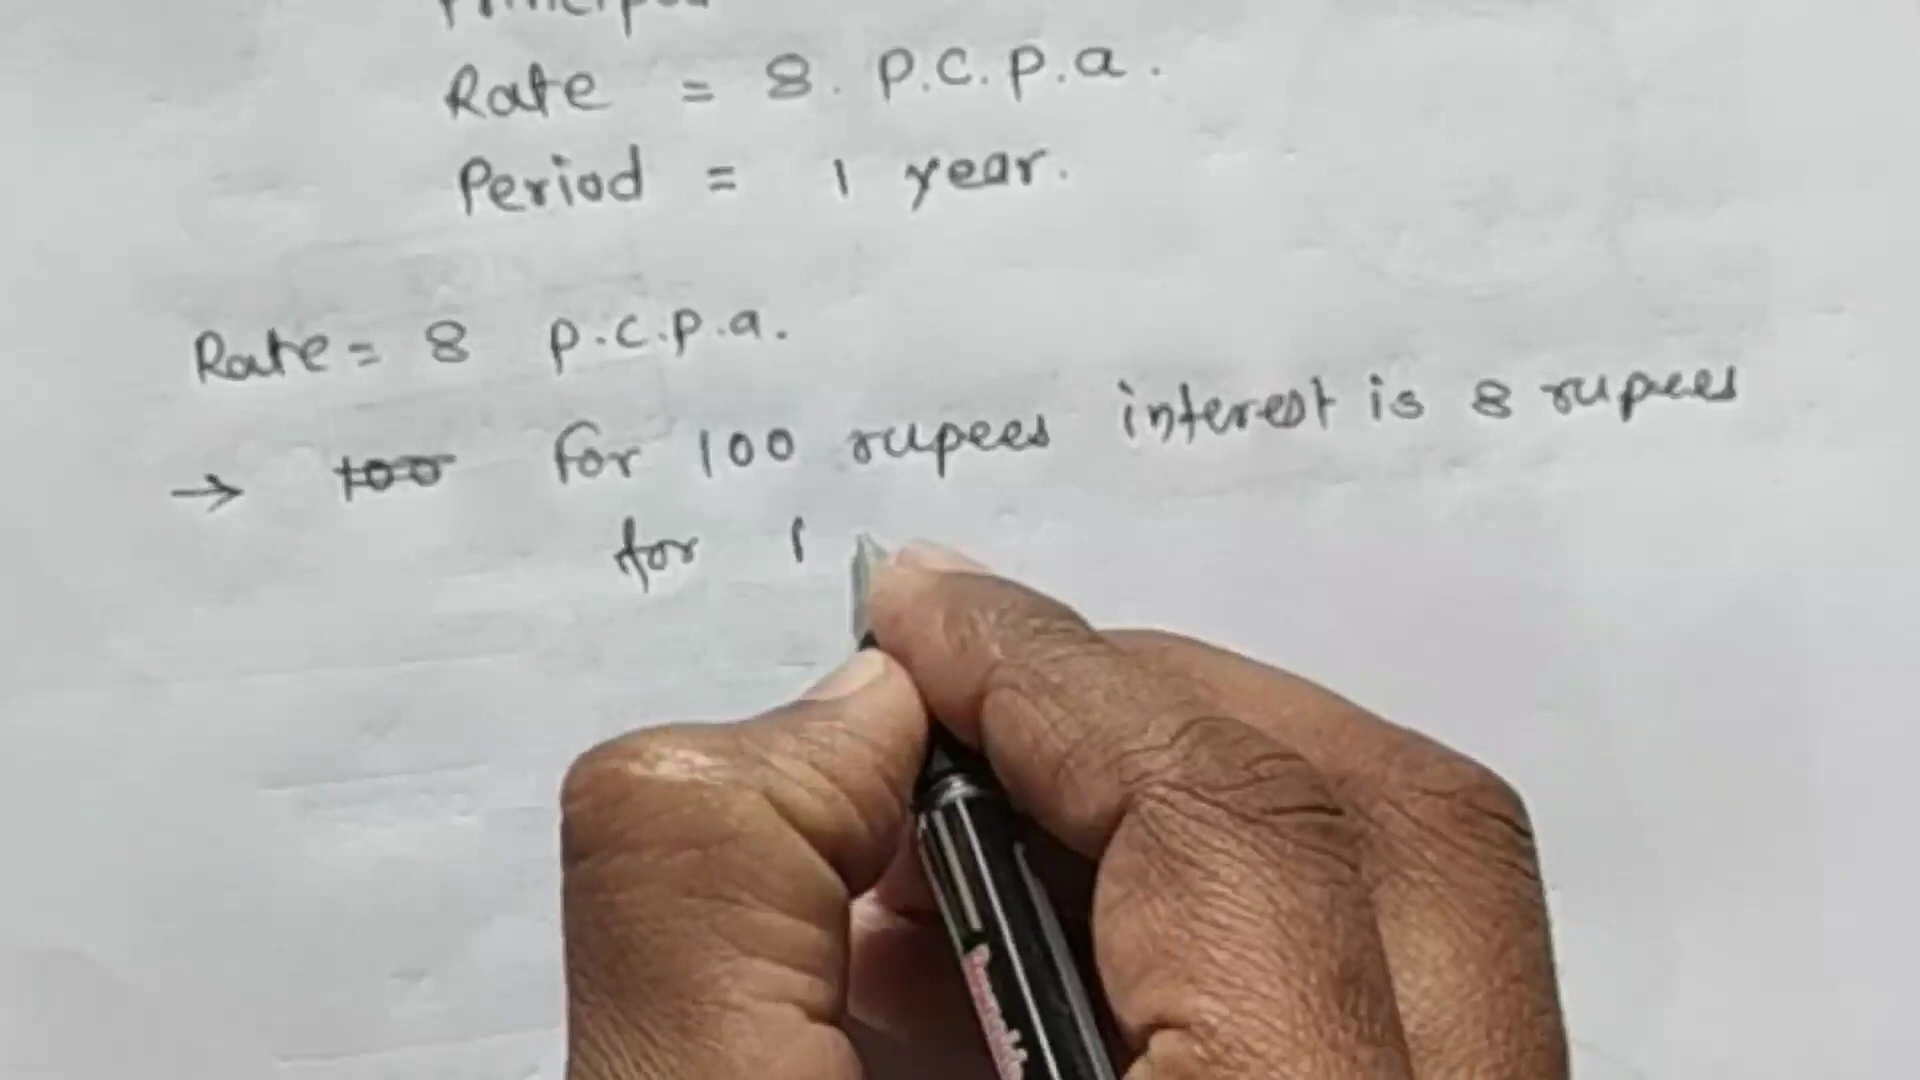 Rate = 8. P.C.P.a.
Period = 1 year.
Rate = 8 P.C.P.a.
→ 100 for 100 rupees interest is 8 rupees
for 1